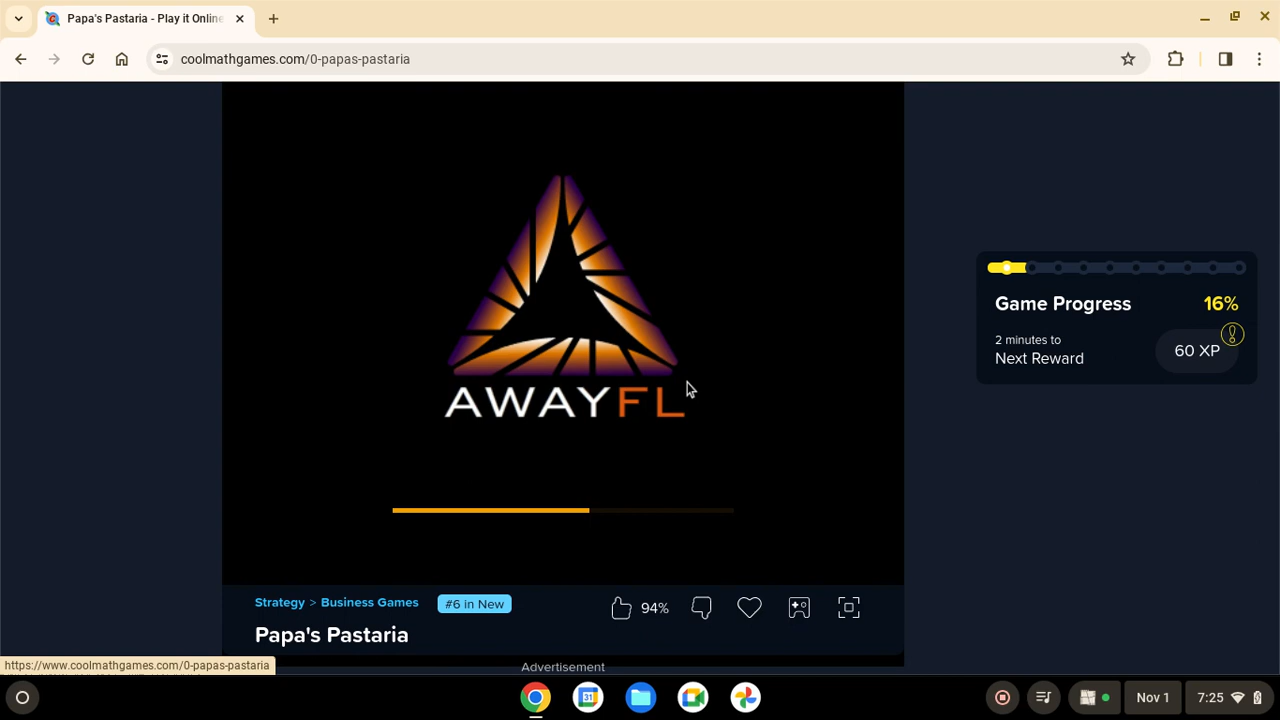 Papa's Pastaria - Play it Online
coolmathgames.com/0-papas-pastaria
AWAYFL
Game Progress 16%
2 minutes to
Next Reward
60 XP
Strategy > Business Games #6 in New
94%
Papa's Pastaria
https://www.coolmathgames.com/0-papas-pastaria
Advertisement
31
Nov 1
7:25